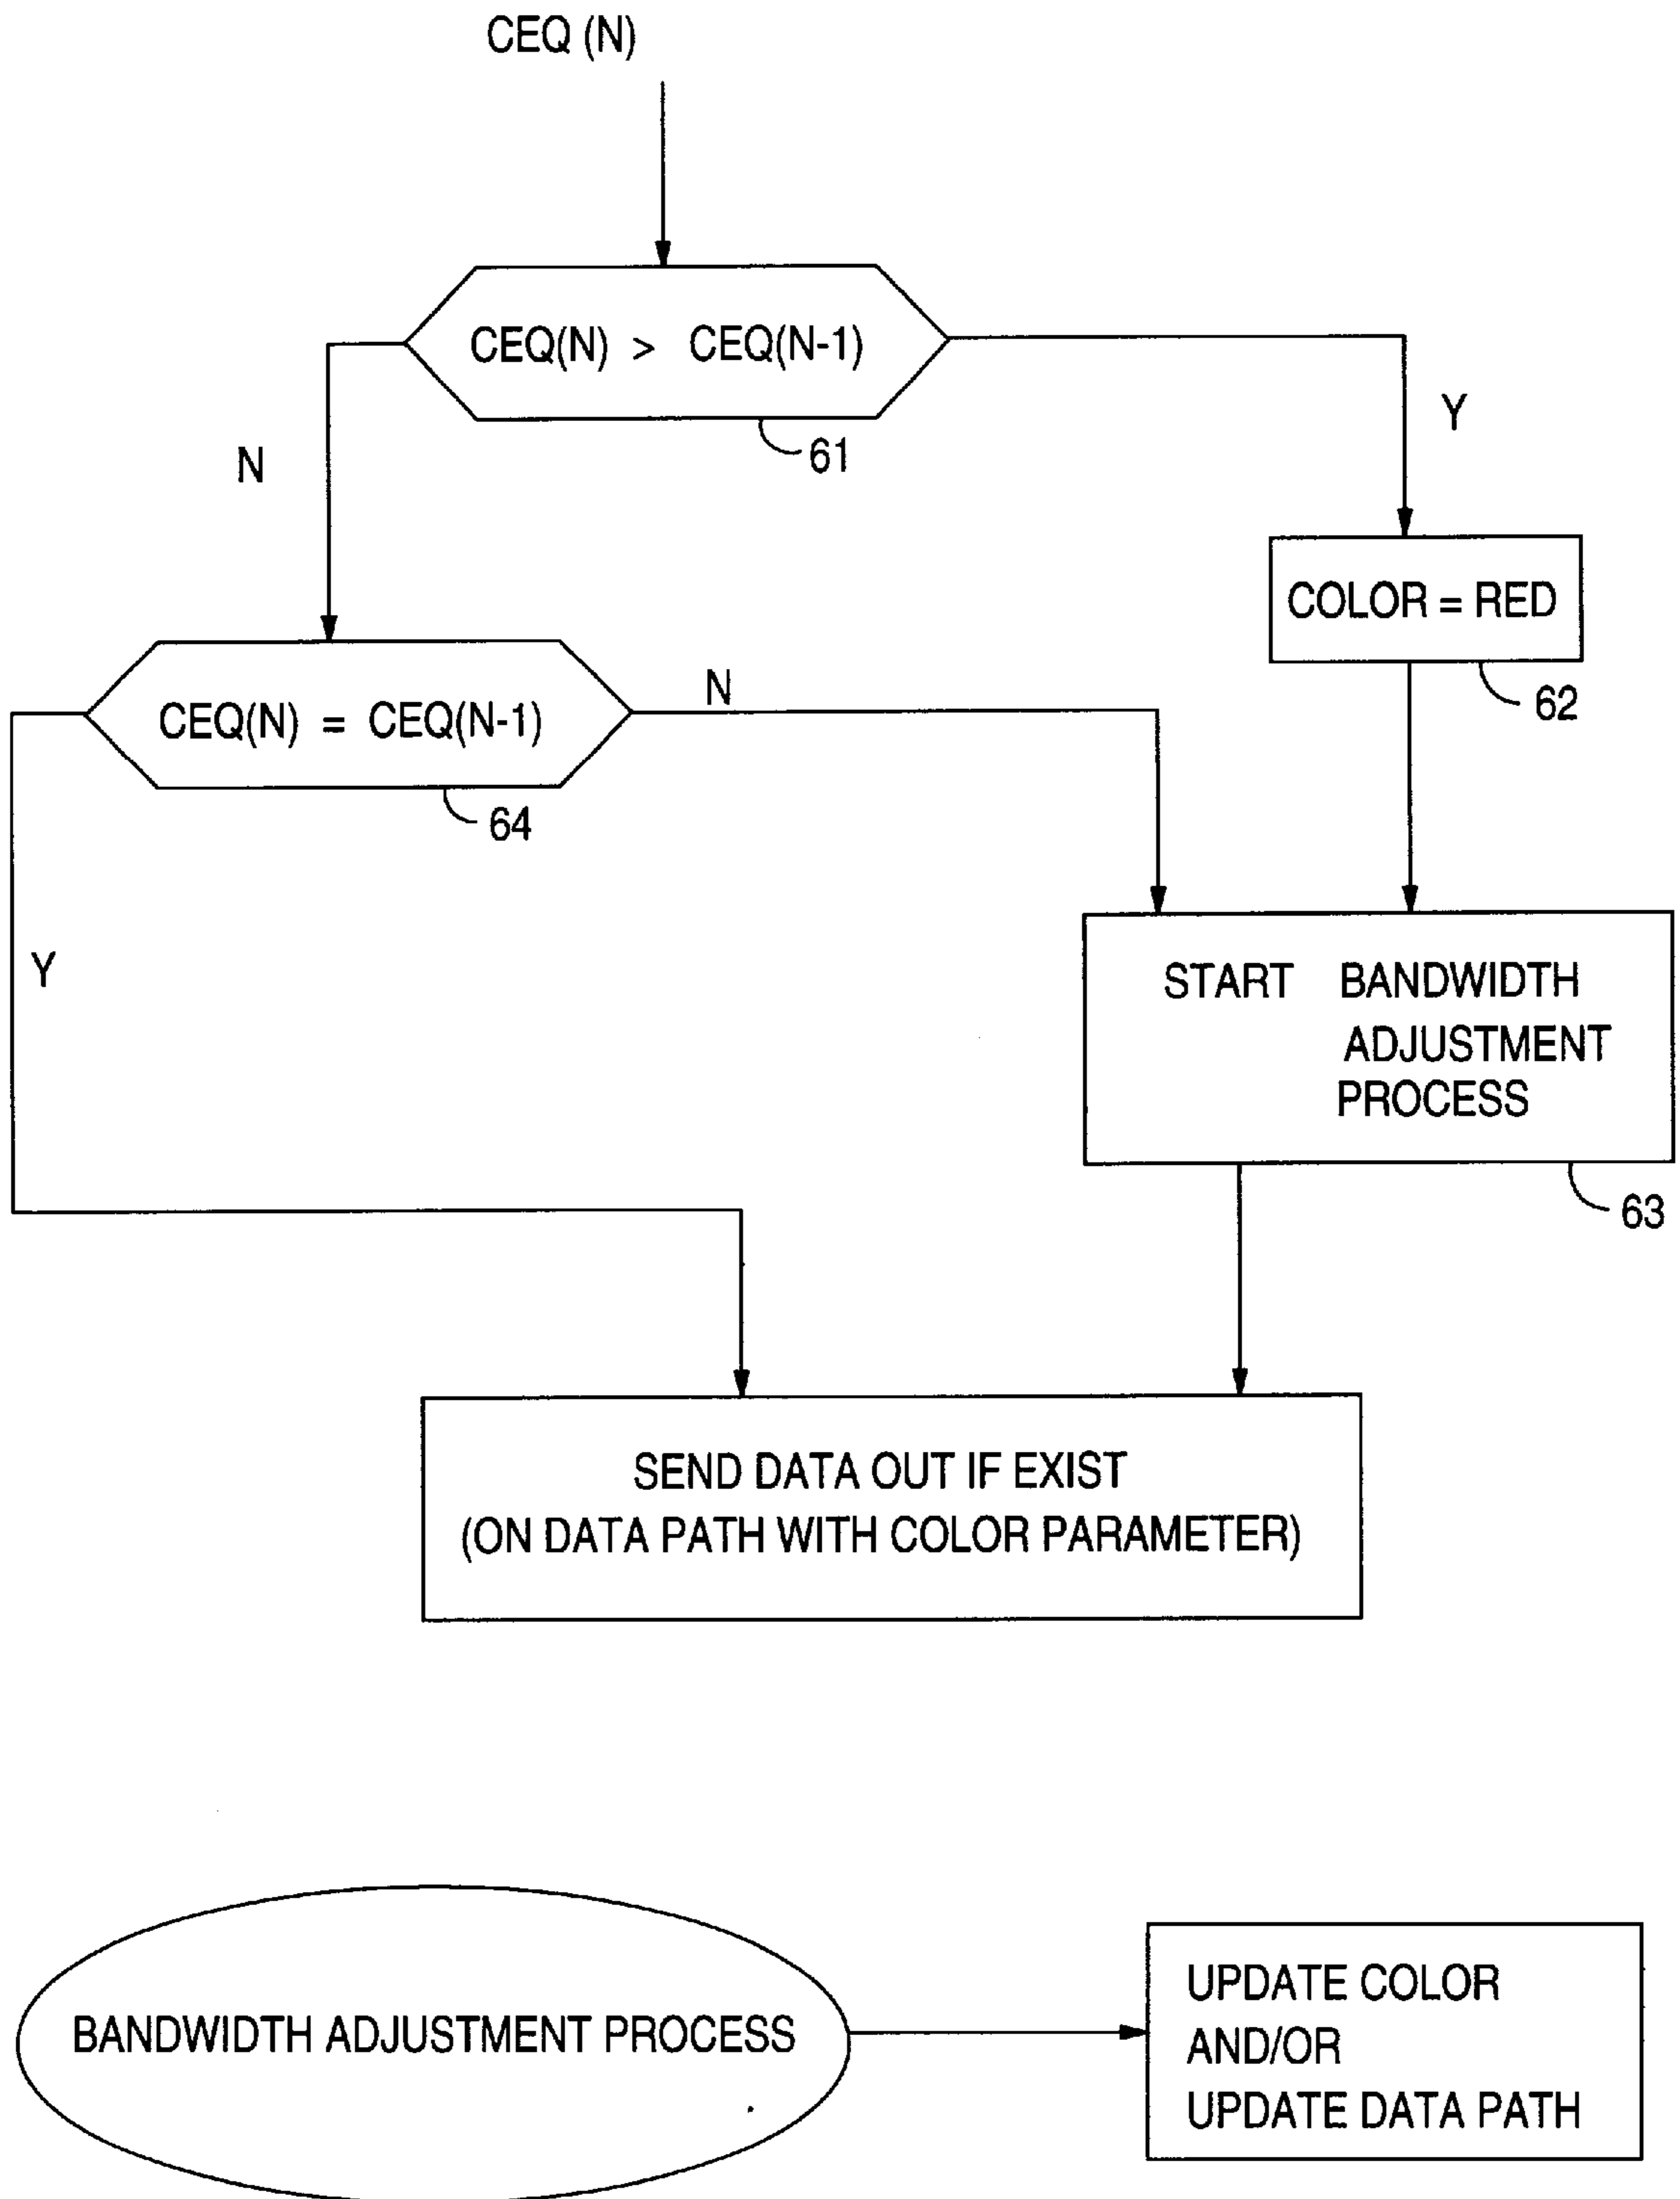 CEQ (N)
CEQ(N) > CEQ(N-1)
61
Y
N
COLOR = RED
62
CEQ(N) = CEQ(N-1)
N
64
Y
START BANDWIDTH
ADJUSTMENT
PROCESS
63
SEND DATA OUT IF EXIST
(ON DATA PATH WITH COLOR PARAMETER)
BANDWIDTH ADJUSTMENT PROCESS
UPDATE COLOR
AND/OR
UPDATE DATA PATH